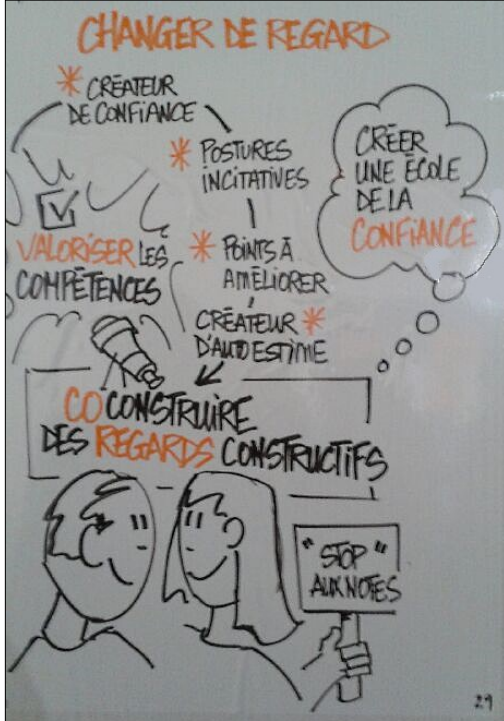 CHANGER DE REGARD
* CRÉATEUR
DE CONFIANCE
* POSTURES
INCITATIVES
CRÉER
UNE ÉCOLE
DE LA
CONFIANCE
VALORISER LES
COMPÉTENCES
* POINTS À
AMÉLIORER
CRÉATEUR *
D'AUTO ESTIME
COCONSTRUIRE
DES REGARDS CONSTRUCTIFS
"STOP"
AUX NOTES
29